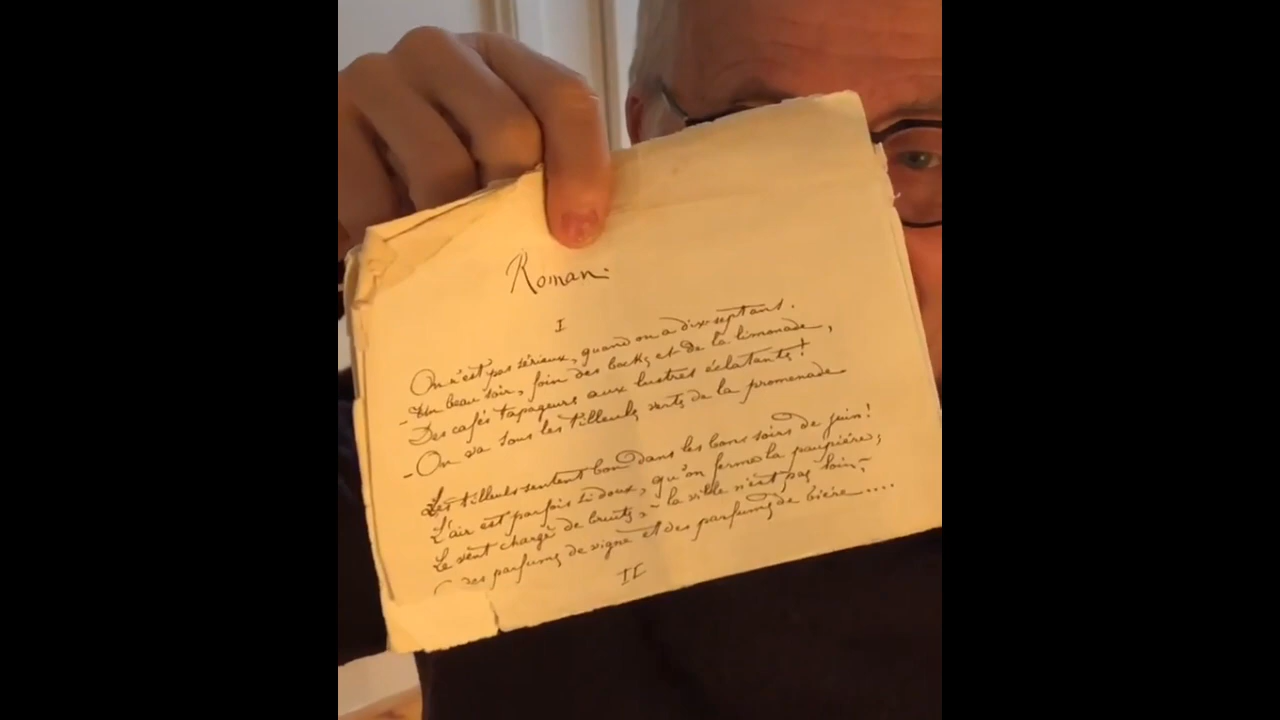 Roman.
I
On n'est pas sérieux, quand on a dix-sept ans.
- Un beau soir, foin des bocks et de la limonade,
Des cafés tapageurs aux lustres éclatants !
- On va sous les tilleuls verts de la promenade
Les tilleuls sentent bon dans les bons soirs de juin !
L'air est parfois si doux, qu'on ferme la paupière ;
Le vent chargé de bruits, - la ville n'est pas loin, -
des parfums de vigne et des parfums de bière ....
II